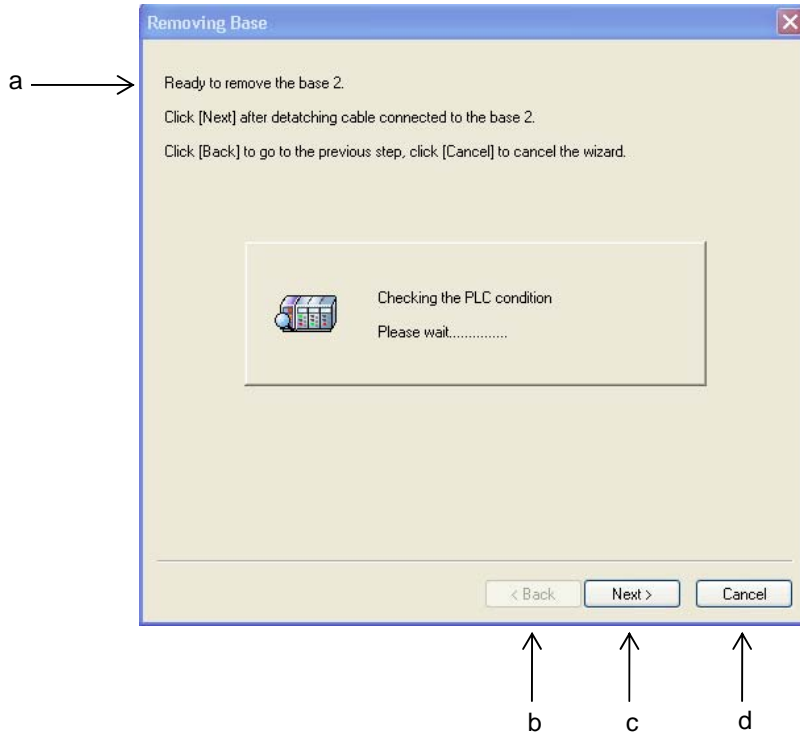 Removing Base
a
Ready to remove the base 2.
Click [Next] after detatching cable connected to the base 2.
Click [Back] to go to the previous step, click [Cancel] to cancel the wizard.
Checking the PLC condition
Please wait...............
< Back Next > Cancel
b c d